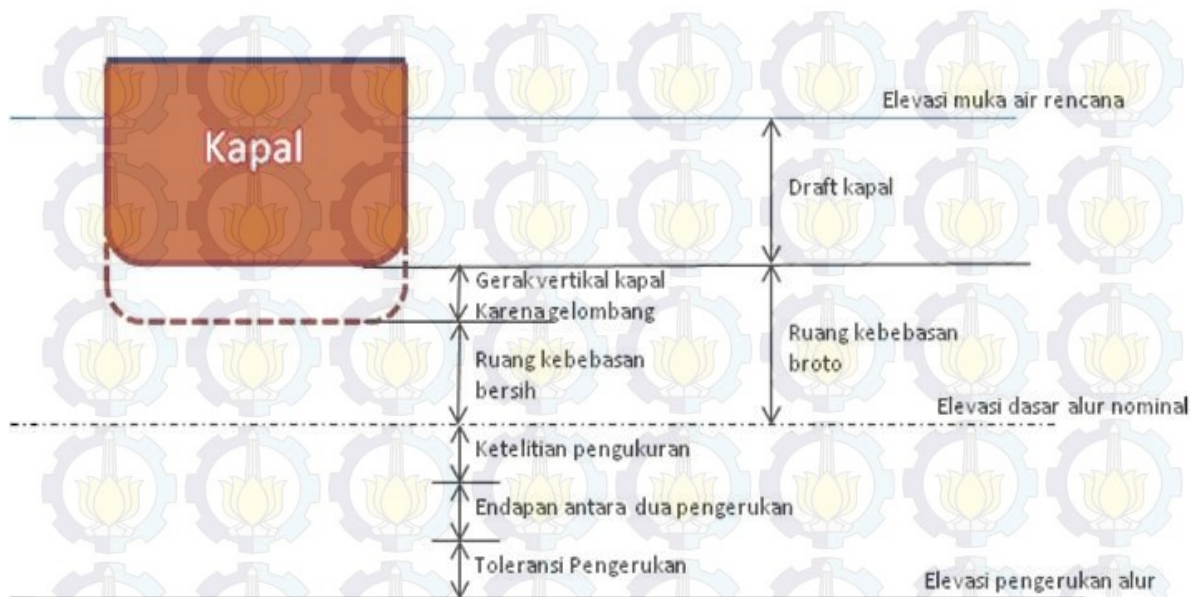 Elevasi muka air rencana
Kapal
Draft kapal
Gerak vertikal kapal
Karena gelombang
Ruang kebebasan
bersih
Ruang kebebasan
broto
Elevasi dasar alur nominal
Ketelitian pengukuran
Endapan antara dua pengerukan
Toleransi Pengerukan
Elevasi pengerukan alur